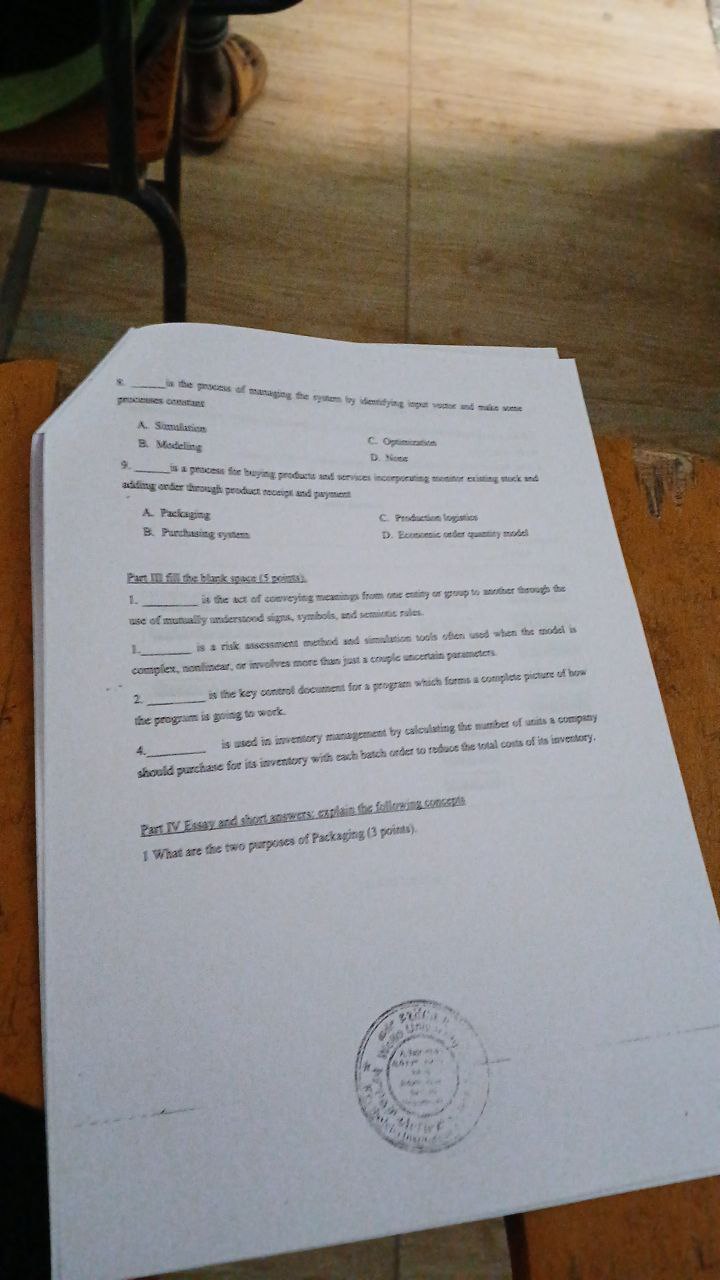 8. ______is the process of managing the system by identifying input vector and make some
processes constant
A. Simulation
B. Modeling
C. Optimization
D. None
9. ______is a process for buying products and services incorporating monitor existing stock and
adding order through product receipt and payment
A. Packaging
B. Purchasing system
C. Production logistics
D. Economic order quantity model
Part III fill the blank space (5 points).
1. ________ is the act of conveying meanings from one entity or group to another through the
use of mutually understood signs, symbols, and semiotic rules.
1.________ is a risk assessment method and simulation tools often used when the model is
complex, nonlinear, or involves more than just a couple uncertain parameters.
2. ________ is the key control document for a program which forms a complete picture of how
the program is going to work.
4.________ is used in inventory management by calculating the number of units a company
should purchase for its inventory with each batch order to reduce the total costs of its inventory.
Part IV Essay and short answers: explain the following concepts
1 What are the two purposes of Packaging (3 points).
Wollo University